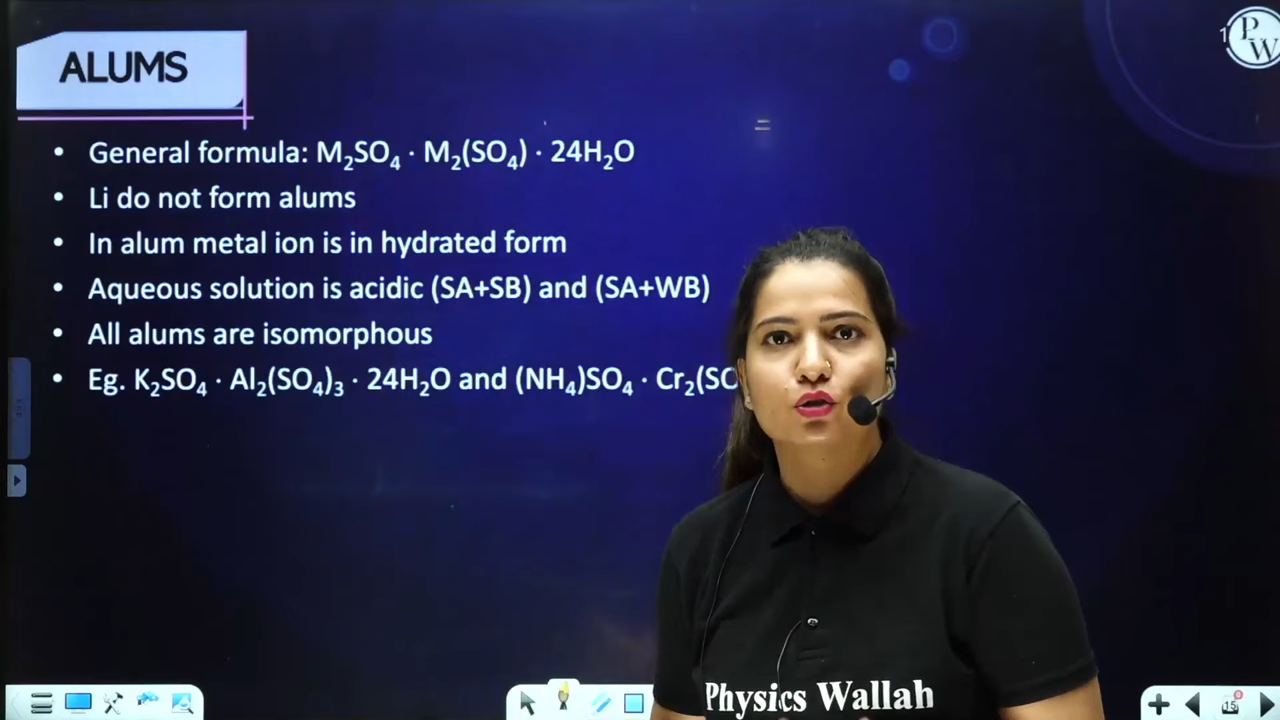 ALUMS
P
W
1
• General formula: M₂SO₄ · M₂(SO₄) · 24H₂O
• Li do not form alums
• In alum metal ion is in hydrated form
• Aqueous solution is acidic (SA+SB) and (SA+WB)
• All alums are isomorphous
• Eg. K₂SO₄ · Al₂(SO₄)₃ · 24H₂O and (NH₄)SO₄ · Cr₂(SO
Physics Wallah
15